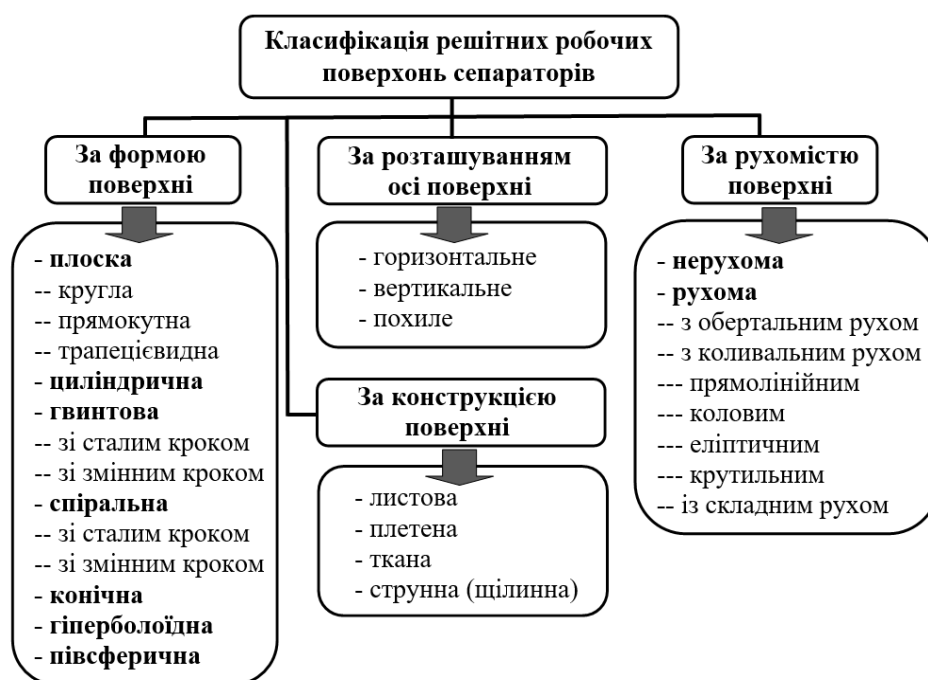 Класифікація решітних робочих
поверхонь сепараторів
За формою
поверхні
- плоска
-- кругла
-- прямокутна
-- трапецієвидна
- циліндрична
- гвинтова
-- зі сталим кроком
-- зі змінним кроком
- спіральна
-- зі сталим кроком
-- зі змінним кроком
- конічна
- гіперболоїдна
- півсферична
За розташуванням
осі поверхні
- горизонтальне
- вертикальне
- похиле
За конструкцією
поверхні
- листова
- плетена
- ткана
- струнна (щілинна)
За рухомістю
поверхні
- нерухома
- рухома
-- з обертальним рухом
-- з коливальним рухом
--- прямолінійним
--- коловим
--- еліптичним
--- крутильним
-- із складним рухом